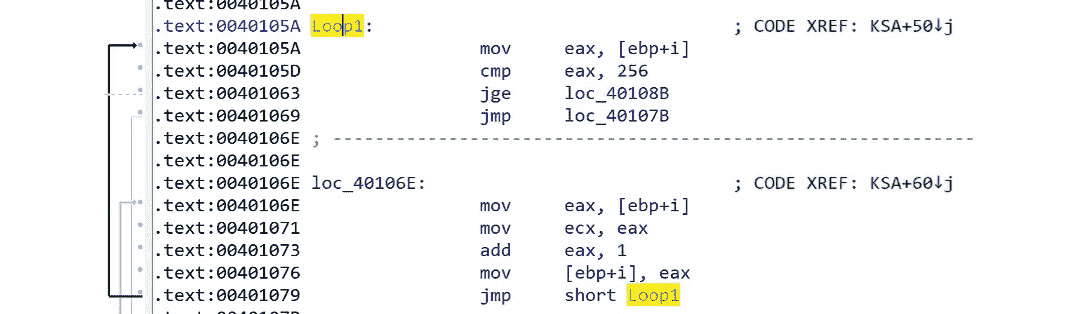 .text:0040105A
.text:0040105A Loop1: ; CODE XREF: KSA+50↓j
.text:0040105A mov eax, [ebp+i]
.text:0040105D cmp eax, 256
.text:00401063 jge loc_40108B
.text:00401069 jmp loc_40107B
.text:0040106E ; ----------------------------------------------------------------
.text:0040106E
.text:0040106E loc_40106E: ; CODE XREF: KSA+60↓j
.text:0040106E mov eax, [ebp+i]
.text:00401071 mov ecx, eax
.text:00401073 add eax, 1
.text:00401076 mov [ebp+i], eax
.text:00401079 jmp short Loop1